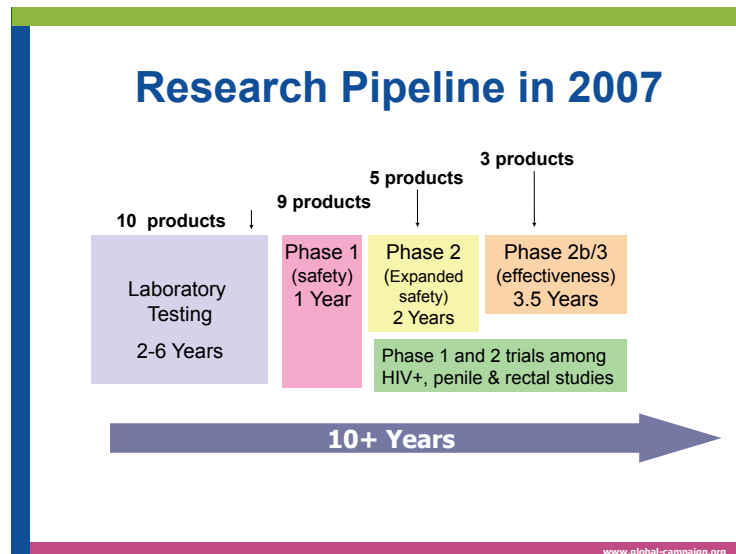 Research Pipeline in 2007
3 products
5 products
9 products
10 products
Laboratory
Testing
2-6 Years
Phase 1
(safety)
1 Year
Phase 2
(Expanded
safety)
2 Years
Phase 2b/3
(effectiveness)
3.5 Years
Phase 1 and 2 trials among
HIV+, penile & rectal studies
10+ Years
www.global-campaign.org